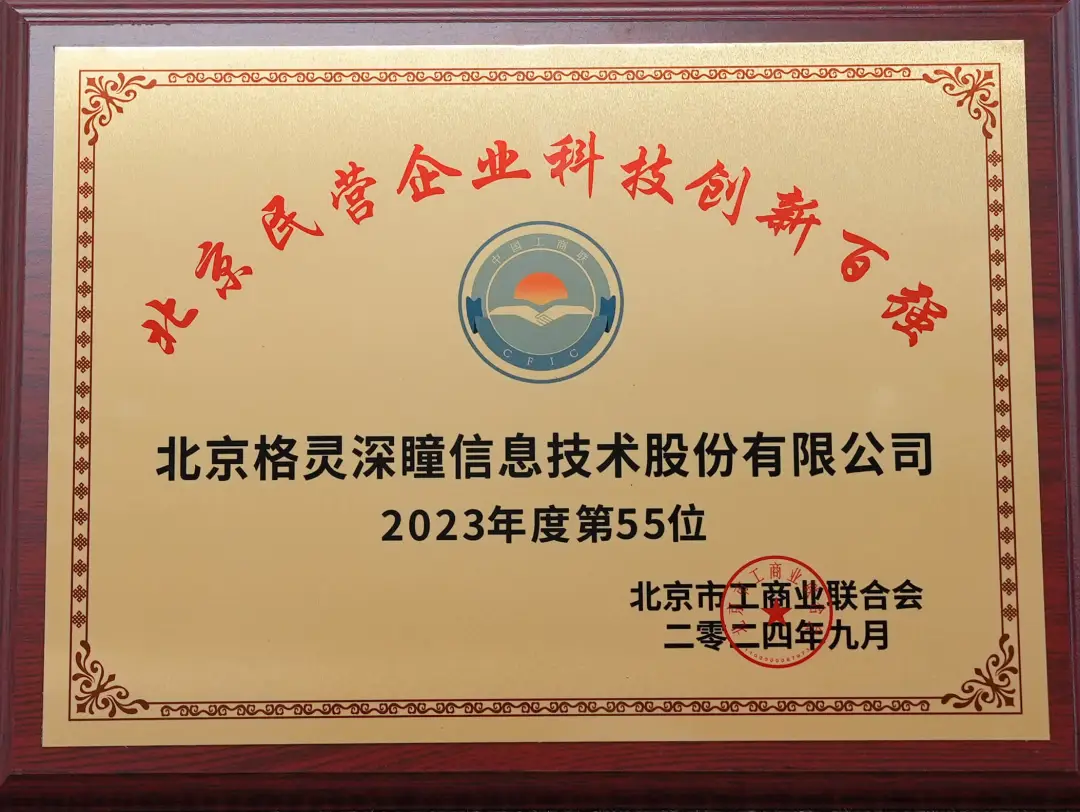 北京民营企业科技创新百强
中国工商联
CFIC
北京格灵深瞳信息技术股份有限公司
2023年度第55位
北京市工商业联合会
二零二四年九月